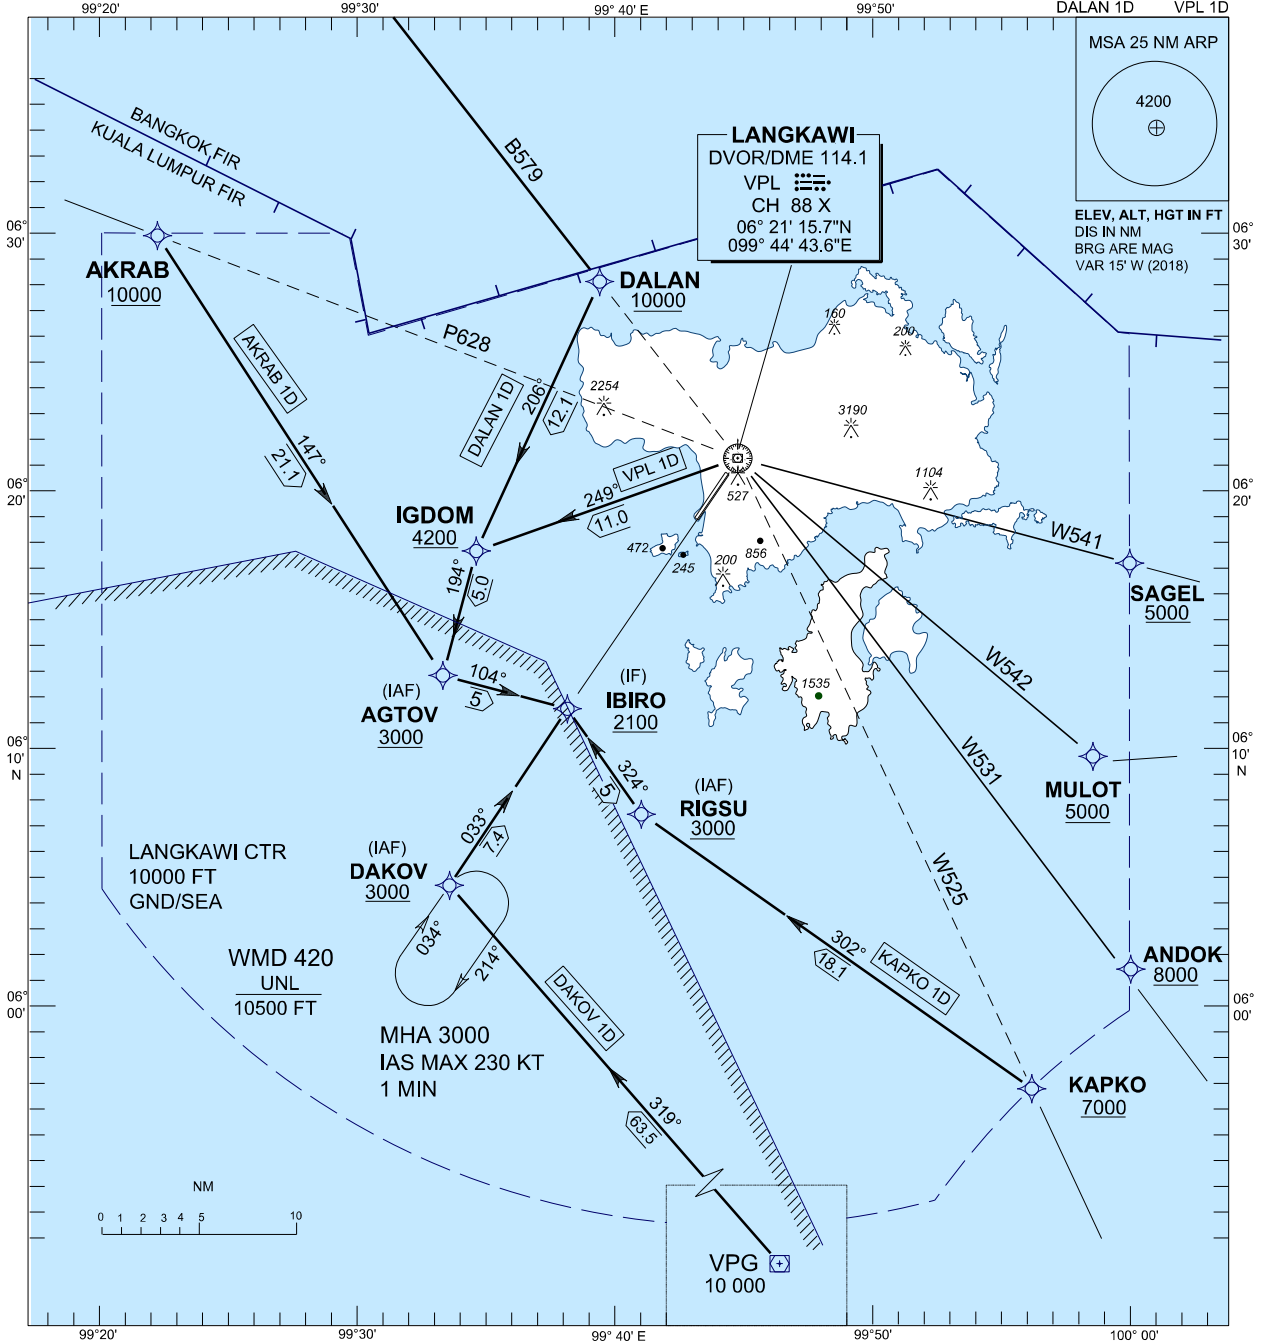 99°20' 99°30' 99°40' E 99°50' DALAN 1D VPL 1D
MSA 25 NM ARP
4200
BANGKOK FIR
KUALA LUMPUR FIR
B579
LANGKAWI
DVOR/DME 114.1
VPL
CH 88 X
06° 21' 15.7"N
099° 44' 43.6"E
ELEV, ALT, HGT IN FT
DIS IN NM
BRG ARE MAG
VAR 15' W (2018)
06°
30'
06°
30'
AKRAB
10000
DALAN
10000
P628
160
200
AKRAB 1D
147°
21.1
DALAN 1D
206°
12.1
2254
3190
1104
527
VPL 1D
249°
11.0
06°
20'
06°
20'
IGDOM
4200
472
245
856
200
W541
SAGEL
5000
194°
5.0
W542
1535
(IAF)
AGTOV
3000
104°
5
(IF)
IBIRO
2100
06°
10'
N
06°
10'
N
W531
MULOT
5000
324°
5
(IAF)
RIGSU
3000
033°
7.4
(IAF)
DAKOV
3000
LANGKAWI CTR
10000 FT
GND/SEA
W525
034°
214°
WMD 420
UNL
10500 FT
302°
18.1
KAPKO 1D
ANDOK
8000
06°
00'
06°
00'
DAKOV 1D
MHA 3000
IAS MAX 230 KT
1 MIN
KAPKO
7000
319°
63.5
NM
0 1 2 3 4 5 10
VPG
10 000
99°20' 99°30' 99°40' E 99°50' 100° 00'